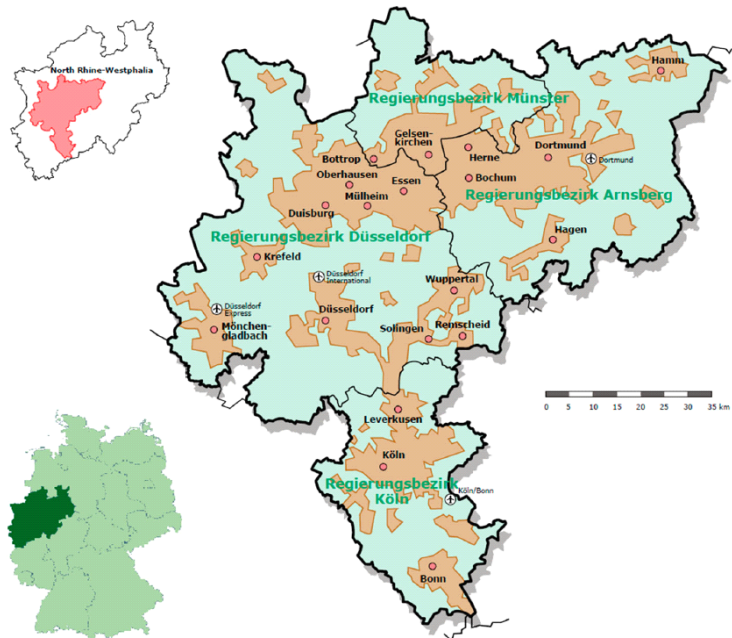 North Rhine-Westphalia
Hamm
Regierungsbezirk Münster
Gelsen-
kirchen
Dortmund
Herne
Bottrop
Dortmund
Oberhausen
Essen
Bochum
Mülheim
Regierungsbezirk Arnsberg
Duisburg
Regierungsbezirk Düsseldorf
Hagen
Krefeld
Düsseldorf
International
Wuppertal
Düsseldorf
Express
Düsseldorf
Mönchen-
gladbach
Solingen
Remscheid
0 5 10 15 20 25 30 35 km
Leverkusen
Köln
Regierungsbezirk
Köln
Köln/Bonn
Bonn